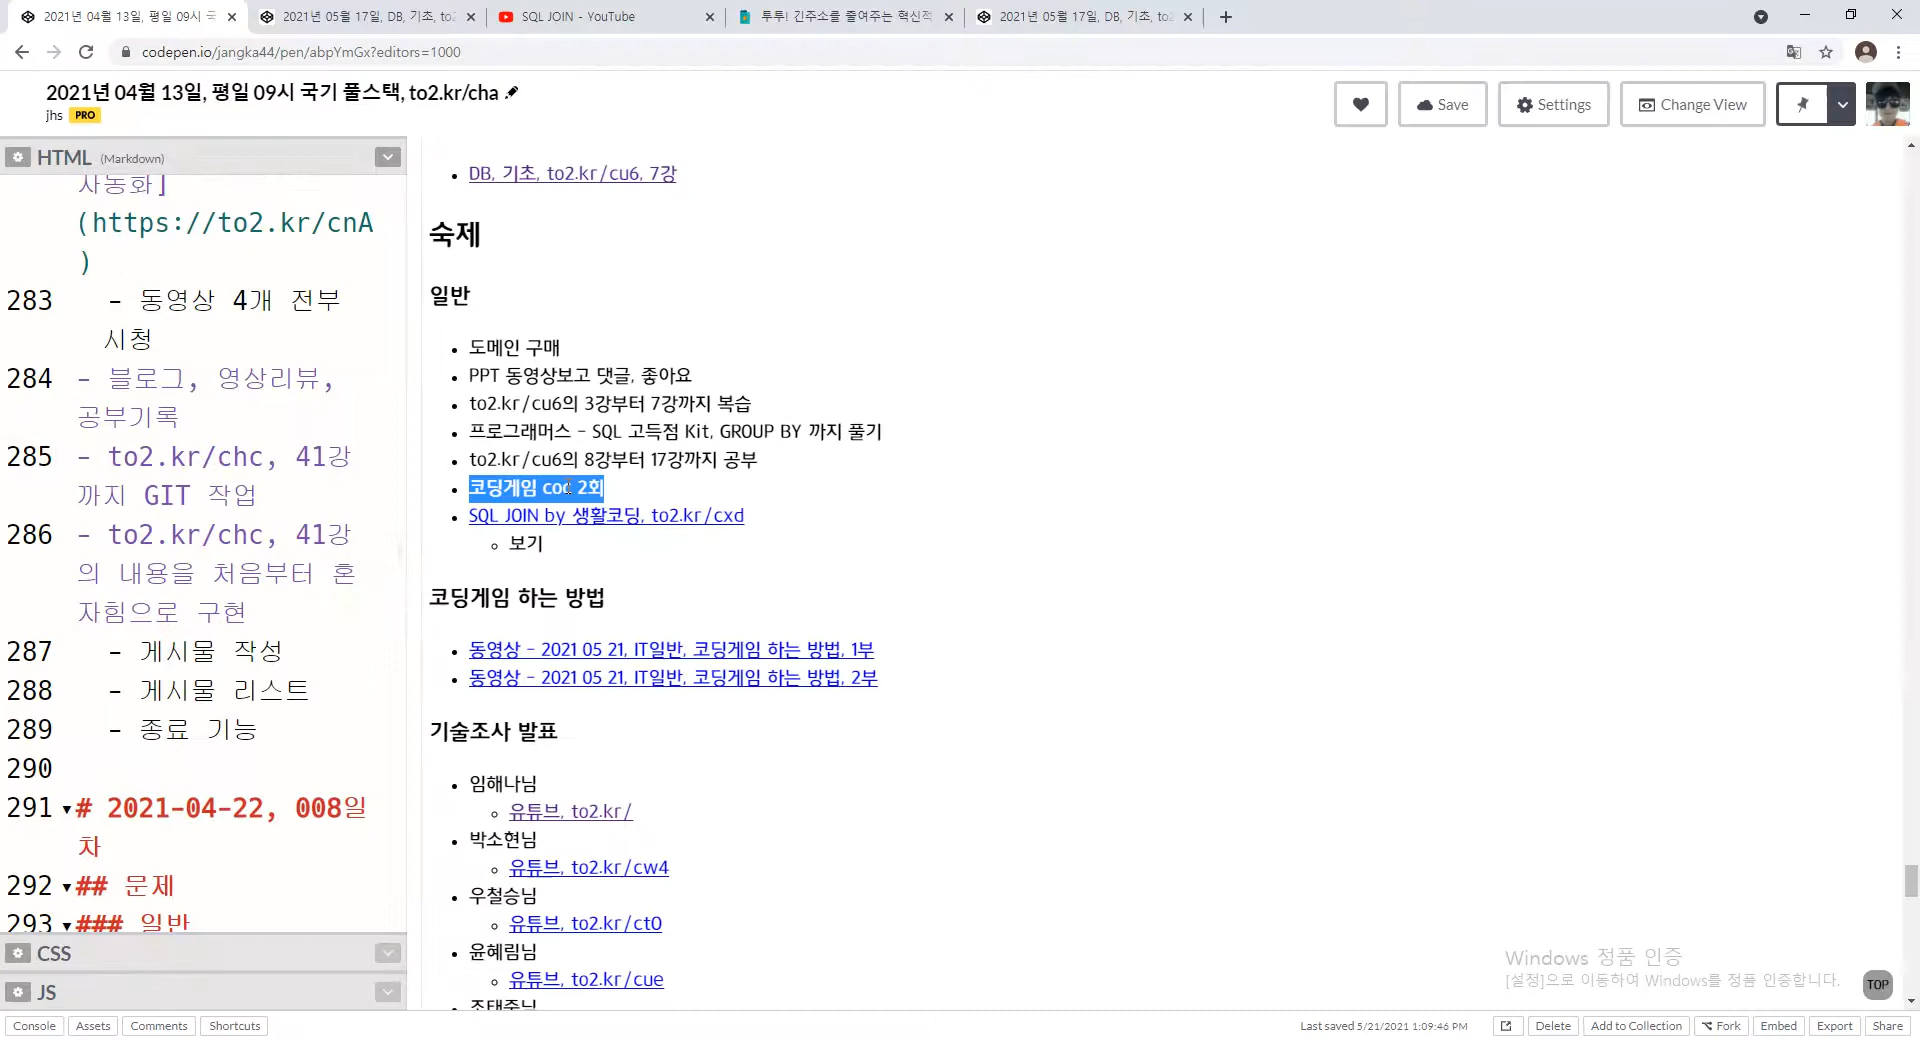 2021년 04월 13일, 평일 09시 국
2021년 05월 17일, DB, 기초, to2
SQL JOIN - YouTube
투투! 긴주소를 줄여주는 혁신적
2021년 05월 17일, DB, 기초, to2
codepen.io/jangka44/pen/abpYmGx?editors=1000
2021년 04월 13일, 평일 09시 국기 풀스택, to2.kr/cha
jhs PRO
Save
Settings
Change View
HTML (Markdown)
자동화]
(https://to2.kr/cnA
)
283 - 동영상 4개 전부
시청
284 - 블로그, 영상리뷰,
공부기록
285 - to2.kr/chc, 41강
까지 GIT 작업
286 - to2.kr/chc, 41강
의 내용을 처음부터 혼
자힘으로 구현
287 - 게시물 작성
288 - 게시물 리스트
289 - 종료 기능
290
291 # 2021-04-22, 008일
차
292 ## 문제
293 ### 일반
CSS
JS
DB, 기초, to2.kr/cu6, 7강
숙제
일반
도메인 구매
PPT 동영상보고 댓글, 좋아요
to2.kr/cu6의 3강부터 7강까지 복습
프로그래머스 - SQL 고득점 Kit, GROUP BY 까지 풀기
to2.kr/cu6의 8강부터 17강까지 공부
코딩게임 coc 2회
SQL JOIN by 생활코딩, to2.kr/cxd
보기
코딩게임 하는 방법
동영상 - 2021 05 21, IT일반, 코딩게임 하는 방법, 1부
동영상 - 2021 05 21, IT일반, 코딩게임 하는 방법, 2부
기술조사 발표
임해나님
유튜브, to2.kr/
박소현님
유튜브, to2.kr/cw4
우철승님
유튜브, to2.kr/ct0
윤혜림님
유튜브, to2.kr/cue
Windows 정품 인증
[설정]으로 이동하여 Windows를 정품 인증합니다.
TOP
Console
Assets
Comments
Shortcuts
Last saved 5/21/2021 1:09:46 PM
Delete
Add to Collection
Fork
Embed
Export
Share